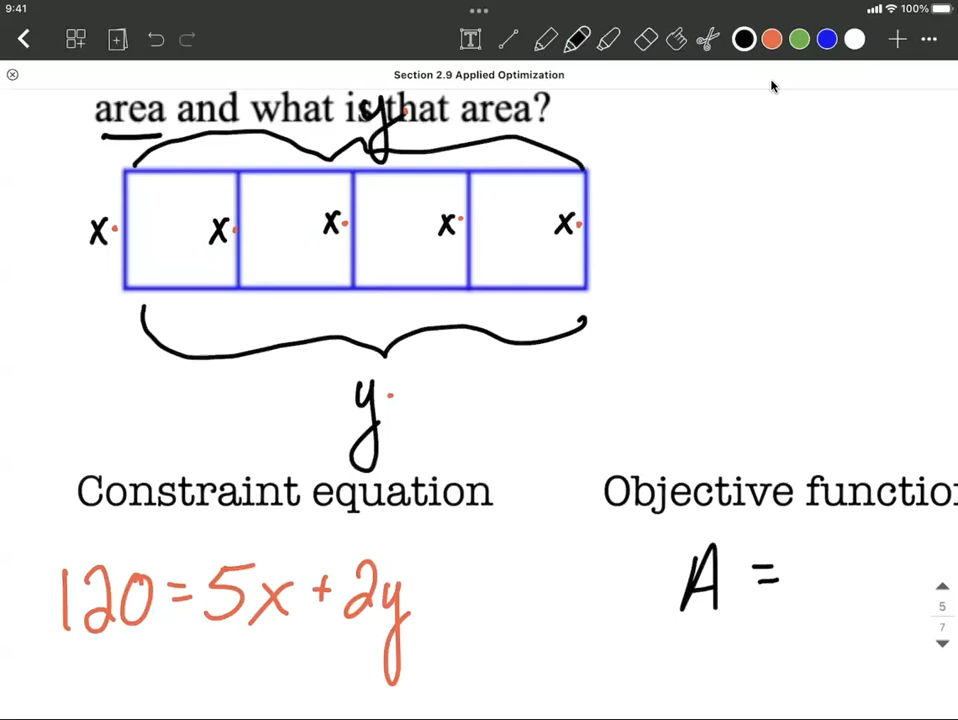 9:41 100%
T
Section 2.9 Applied Optimization
area and what is that area?
y
x x x x x
y
Constraint equation Objective functio
120 = 5x + 2y A =
5
7